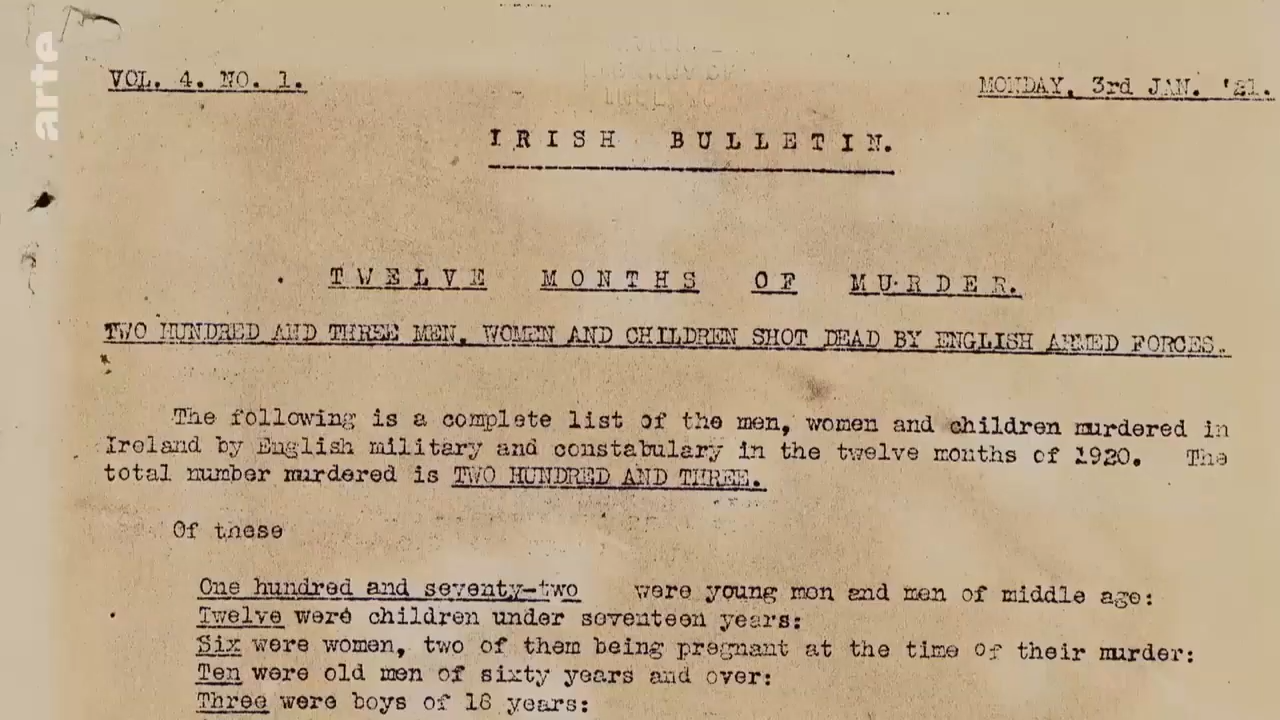 arte
VOL. 4. NO. 1.
MONDAY, 3rd JAN. '21.
IRISH BULLETIN.
TWELVE MONTHS OF MURDER.
TWO HUNDRED AND THREE MEN, WOMEN AND CHILDREN SHOT DEAD BY ENGLISH ARMED FORCES.
The following is a complete list of the men, women and children murdered in
Ireland by English military and constabulary in the twelve months of 1920. The
total number murdered is TWO HUNDRED AND THREE.
Of these
One hundred and seventy-two were young men and men of middle age:
Twelve were children under seventeen years:
Six were women, two of them being pregnant at the time of their murder:
Ten were old men of sixty years and over:
Three were boys of 18 years: